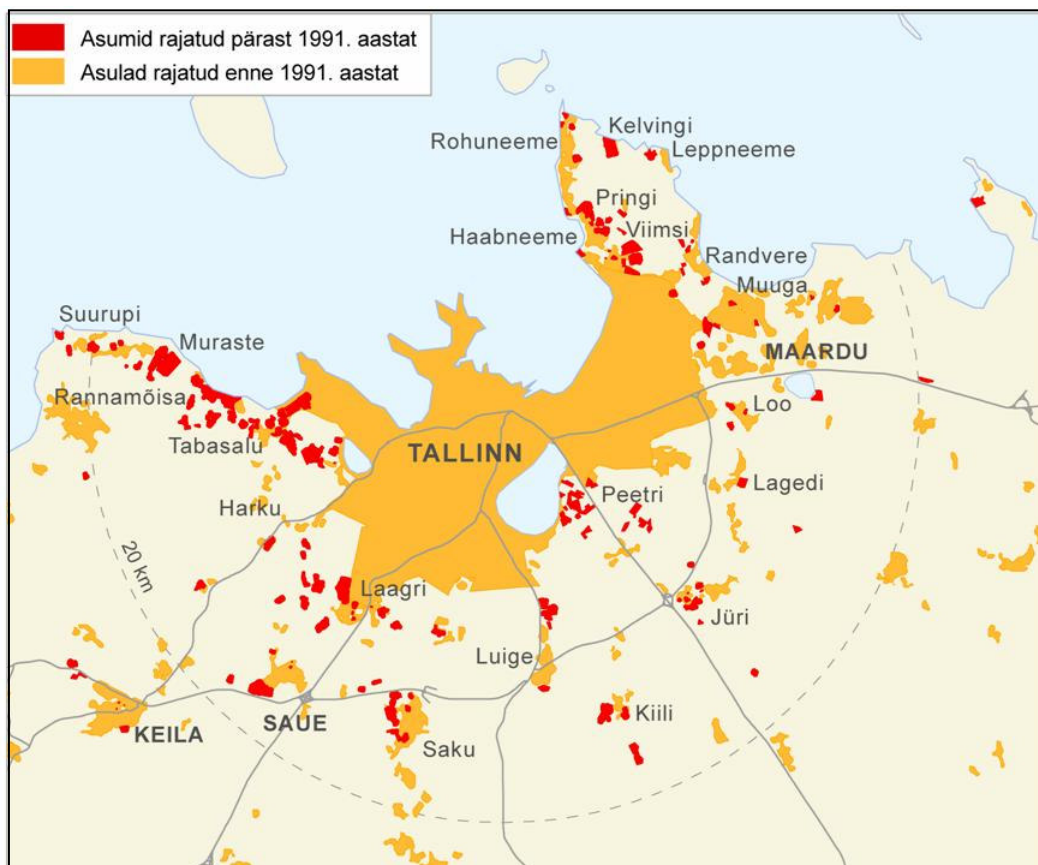 Asumid rajatud pärast 1991. aastat
Asulad rajatud enne 1991. aastat
Rohuneeme
Kelvingi
Leppneeme
Pringi
Viimsi
Haabneeme
Randvere
Muuga
Suurupi
Muraste
MAARDU
Rannamõisa
Loo
Tabasalu
TALLINN
Lagedi
Peetri
Harku
20 km
Laagri
Jüri
Luige
Kiili
SAUE
KEILA
Saku